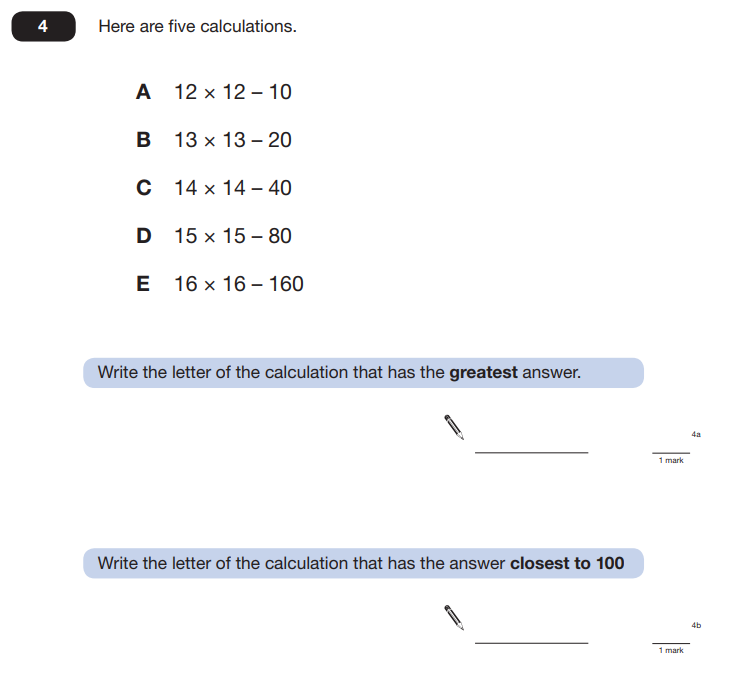 4 Here are five calculations.
A 12 × 12 – 10
B 13 × 13 – 20
C 14 × 14 – 40
D 15 × 15 – 80
E 16 × 16 – 160
Write the letter of the calculation that has the greatest answer.
4a
1 mark
Write the letter of the calculation that has the answer closest to 100
4b
1 mark